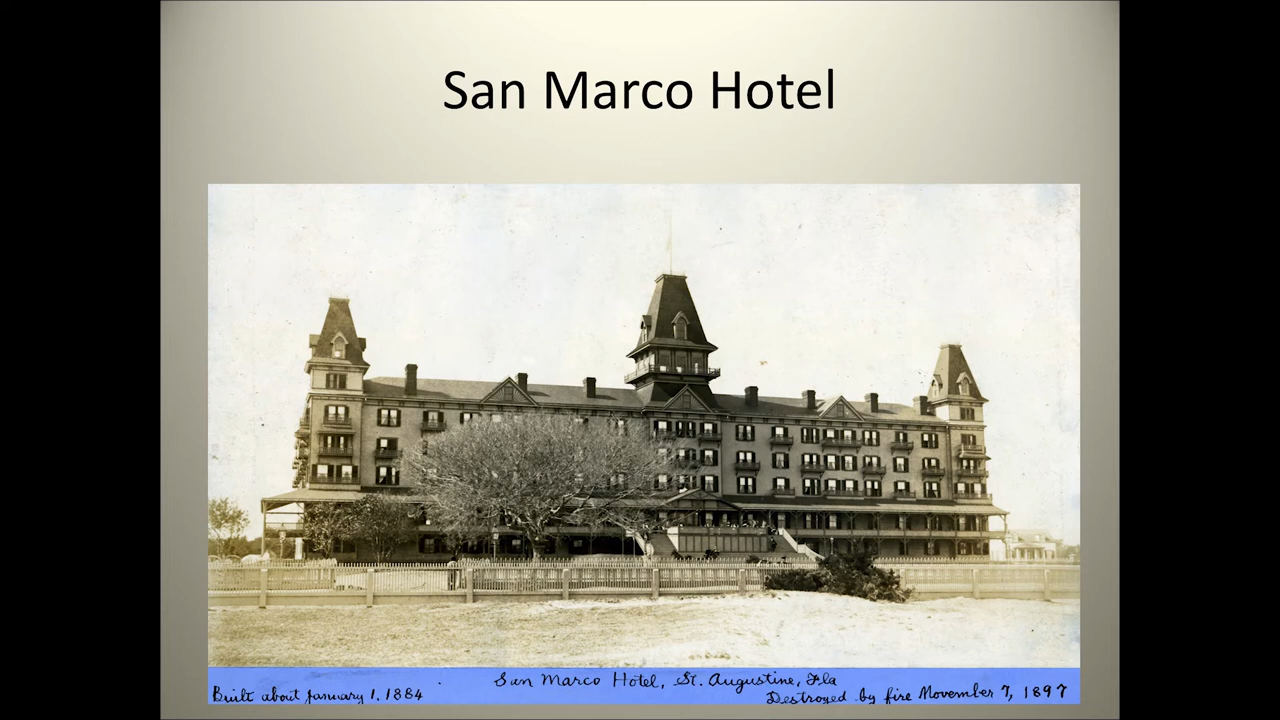 San Marco Hotel
San Marco Hotel, St. Augustine, Fla
Built about January 1, 1884
Destroyed by fire November 7, 1897